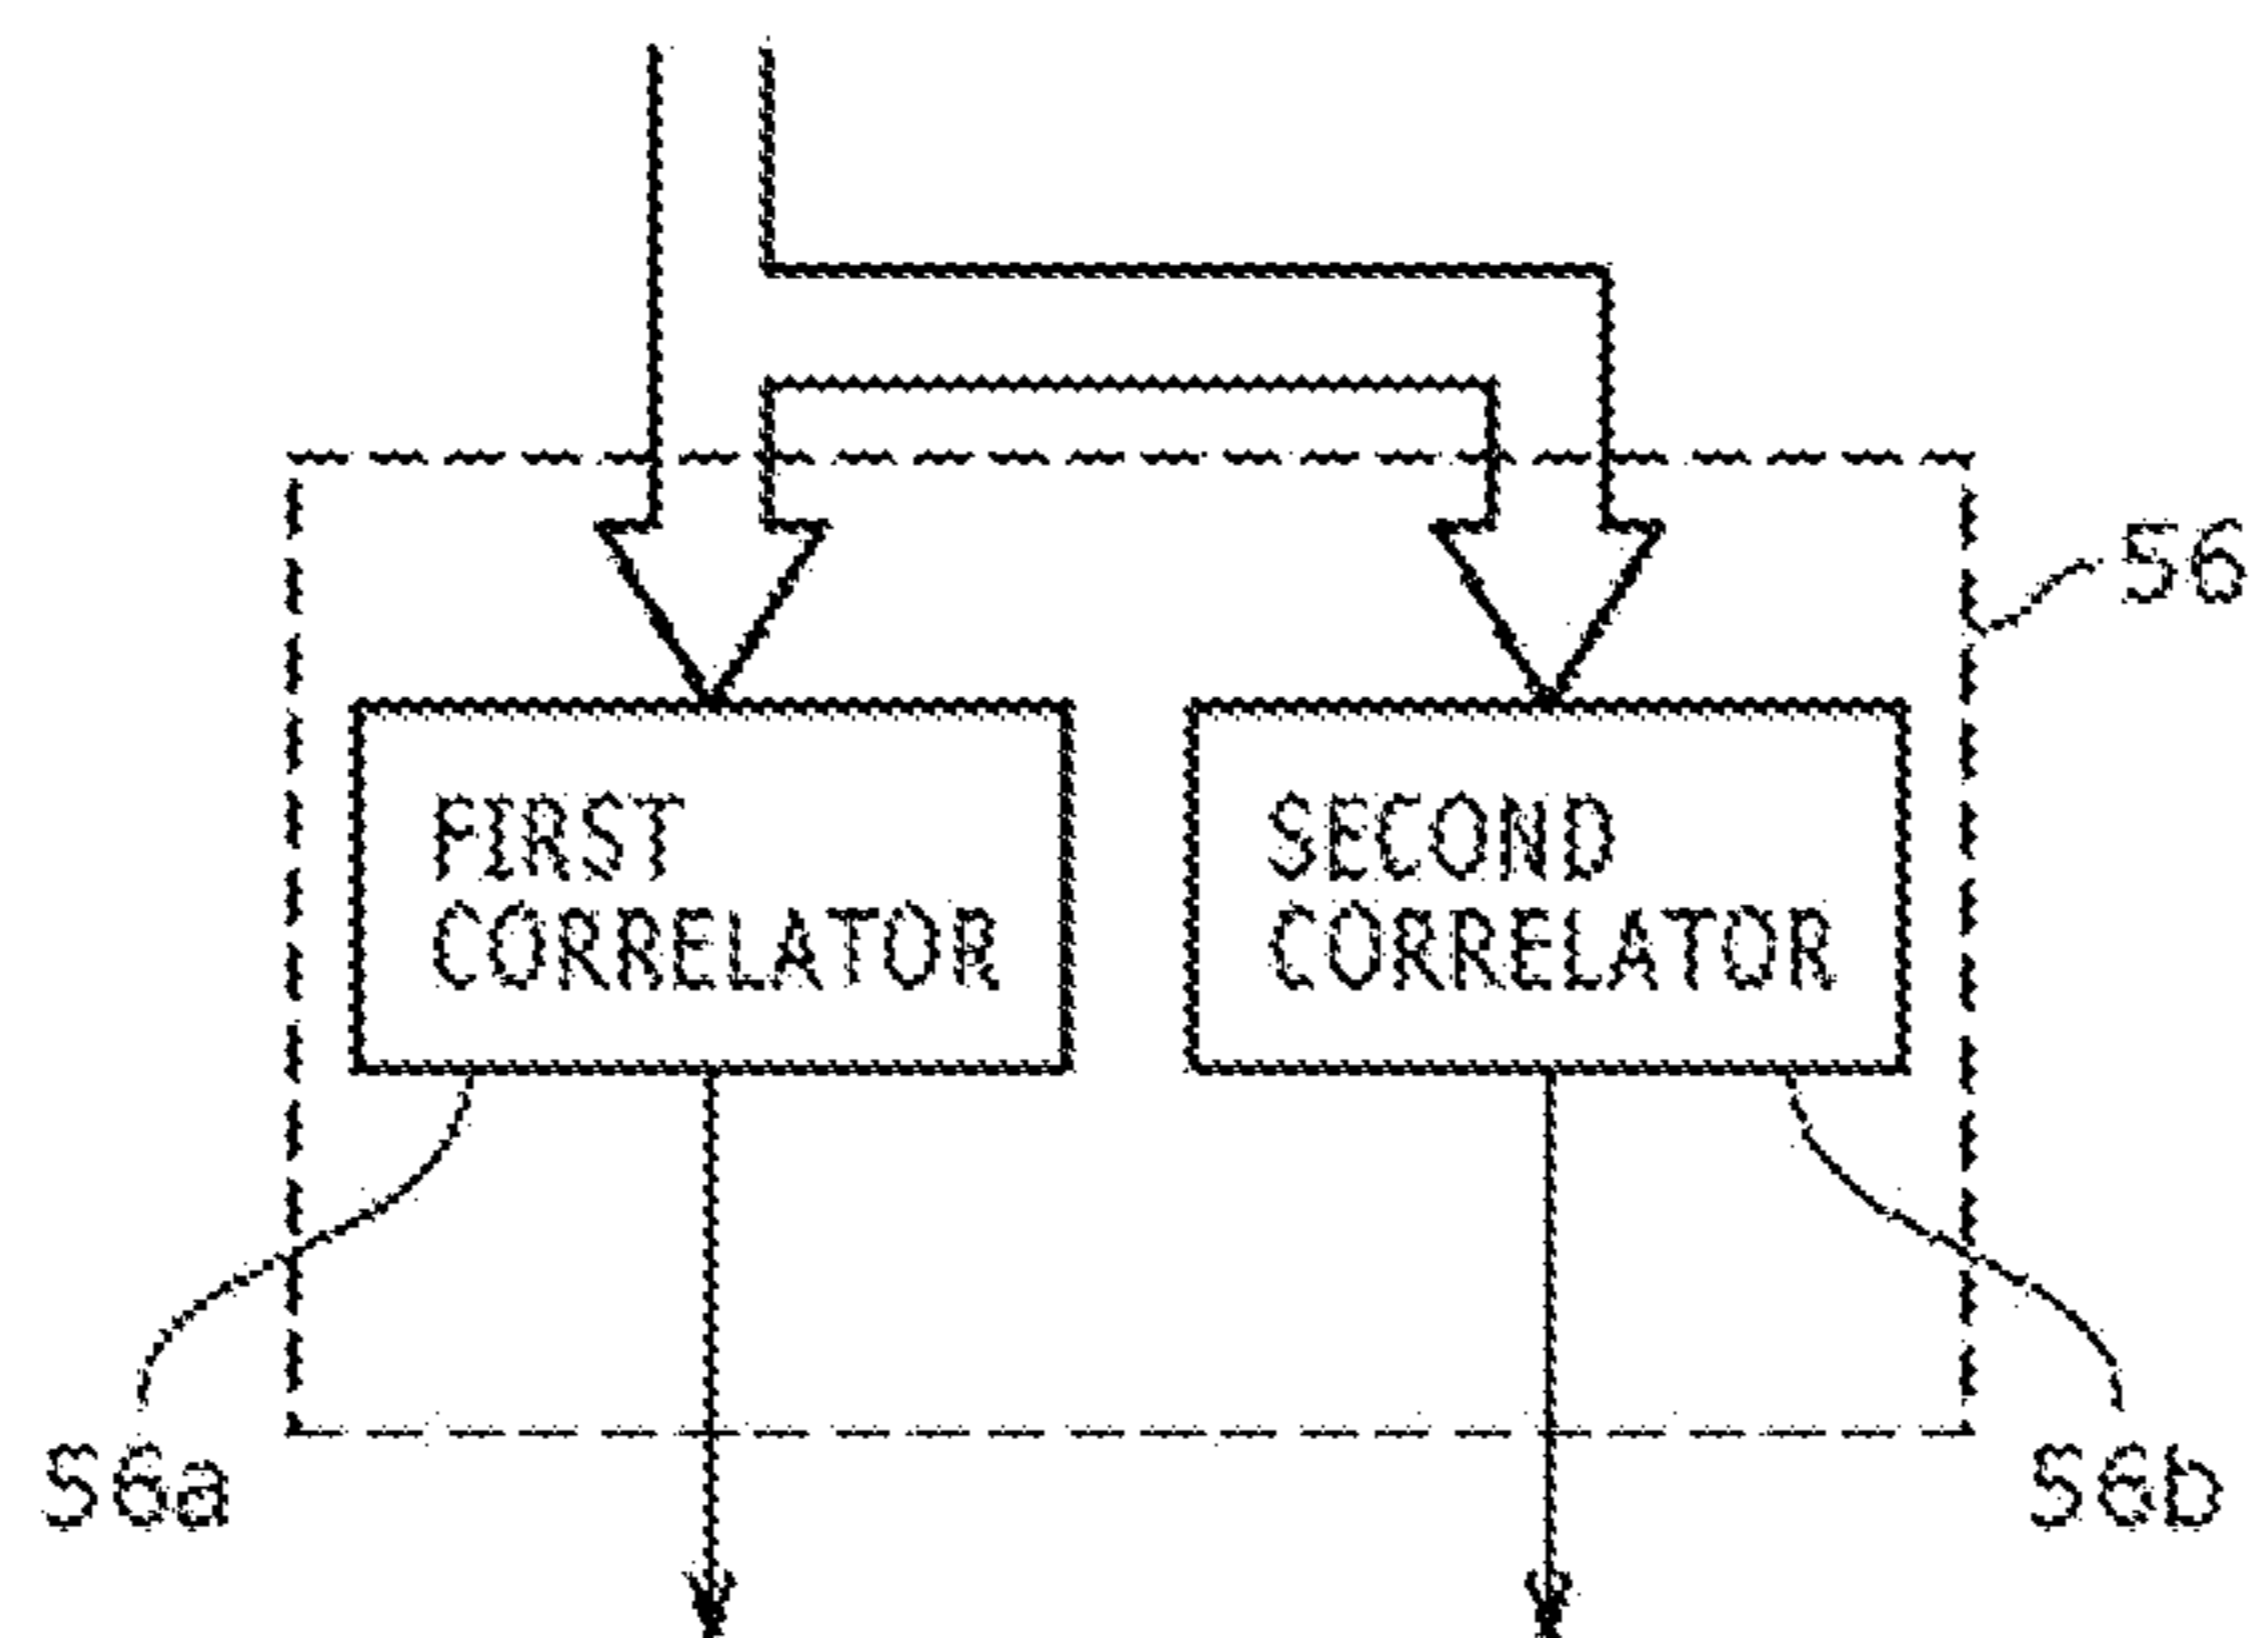 56
FIRST
CORRELATOR
SECOND
CORRELATOR
56a
56b